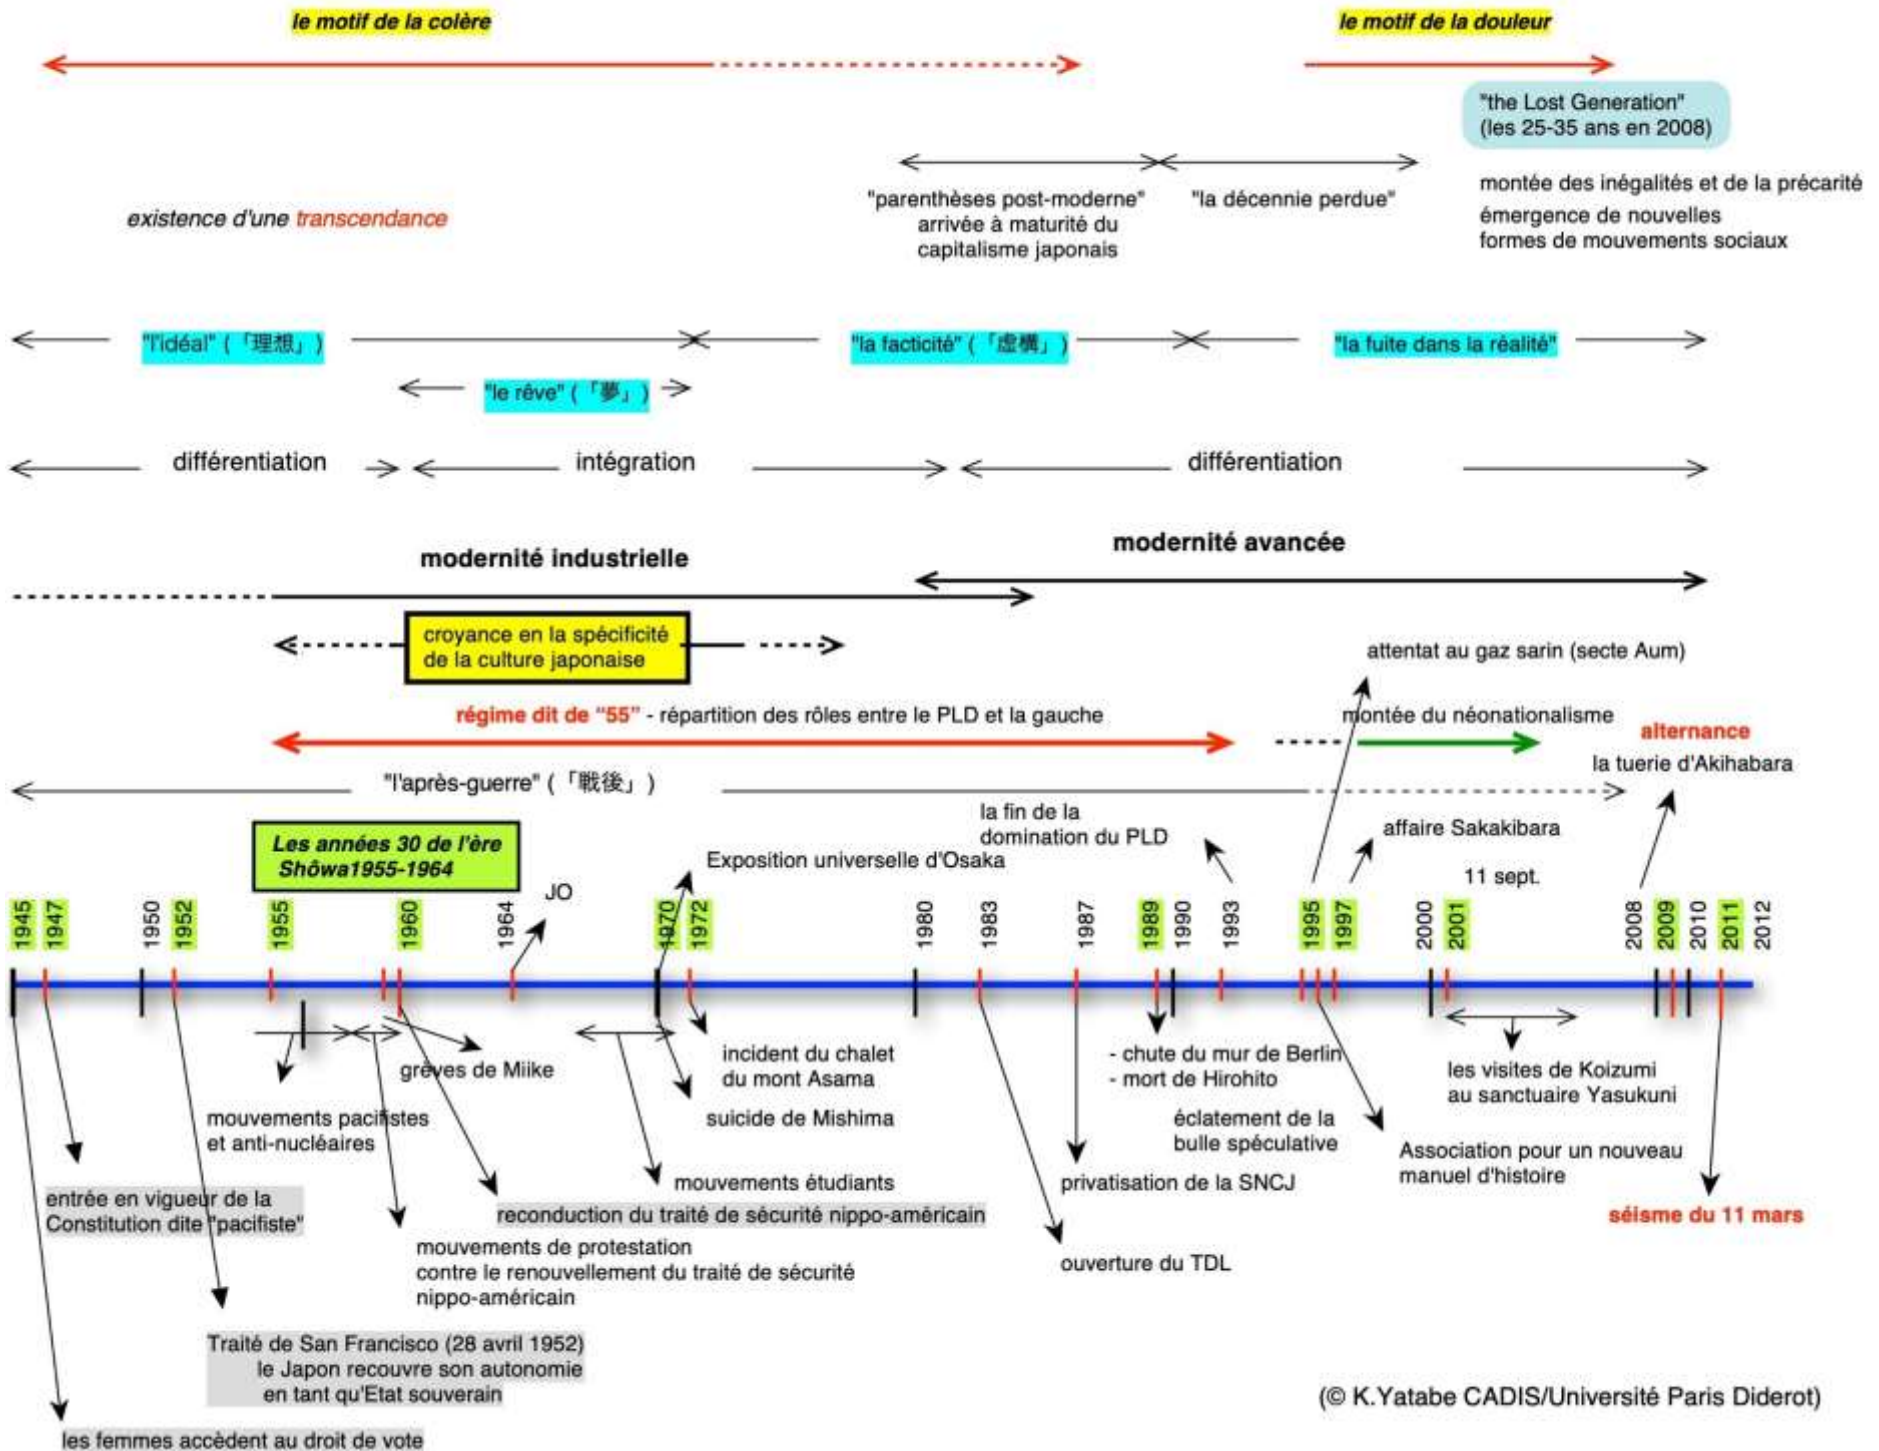 le motif de la colère
le motif de la douleur
"the Lost Generation"
(les 25-35 ans en 2008)
"parenthèses post-moderne"
arrivée à maturité du
capitalisme japonais
"la décennie perdue"
montée des inégalités et de la précarité
émergence de nouvelles
formes de mouvements sociaux
existence d'une transcendance
"l'idéal" (「理想」)
"la facticité" (「虚構」)
"la fuite dans la réalité"
"le rêve" (「夢」)
différentiation
intégration
différentiation
modernité industrielle
modernité avancée
croyance en la spécificité
de la culture japonaise
attentat au gaz sarin (secte Aum)
régime dit de “55” - répartition des rôles entre le PLD et la gauche
montée du néonationalisme
alternance
la tuerie d'Akihabara
"l'après-guerre" (「戦後」)
la fin de la
domination du PLD
affaire Sakakibara
Les années 30 de l'ère
Shôwa1955-1964
Exposition universelle d'Osaka
11 sept.
JO
1945
1947
1950
1952
1955
1960
1964
1970
1972
1980
1983
1987
1989
1990
1993
1995
1997
2000
2001
2008
2009
2010
2011
2012
grèves de Miike
incident du chalet
du mont Asama
- chute du mur de Berlin
- mort de Hirohito
les visites de Koizumi
au sanctuaire Yasukuni
mouvements pacifistes
et anti-nucléaires
suicide de Mishima
éclatement de la
bulle spéculative
Association pour un nouveau
manuel d'histoire
entrée en vigueur de la
Constitution dite "pacifiste"
mouvements étudiants
privatisation de la SNCJ
reconduction du traité de sécurité nippo-américain
séisme du 11 mars
mouvements de protestation
contre le renouvellement du traité de sécurité
nippo-américain
ouverture du TDL
Traité de San Francisco (28 avril 1952)
le Japon recouvre son autonomie
en tant qu'Etat souverain
(© K.Yatabe CADIS/Université Paris Diderot)
les femmes accèdent au droit de vote